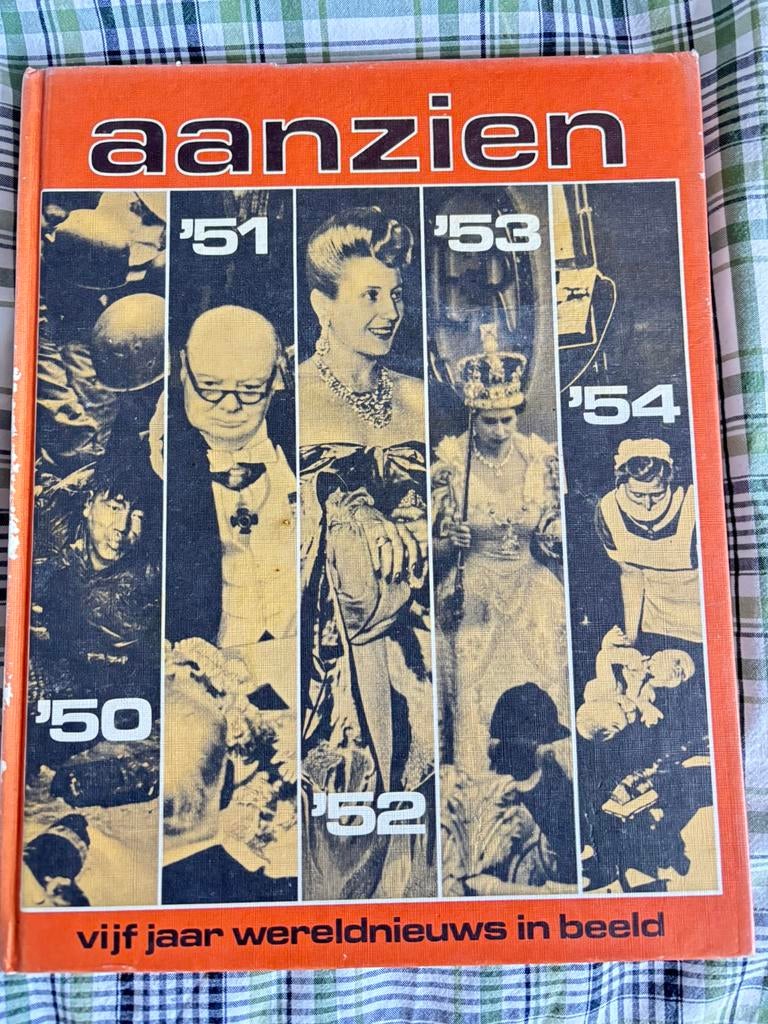 aanzien
'51
'53
'54
'50
'52
vijf jaar wereldnieuws in beeld